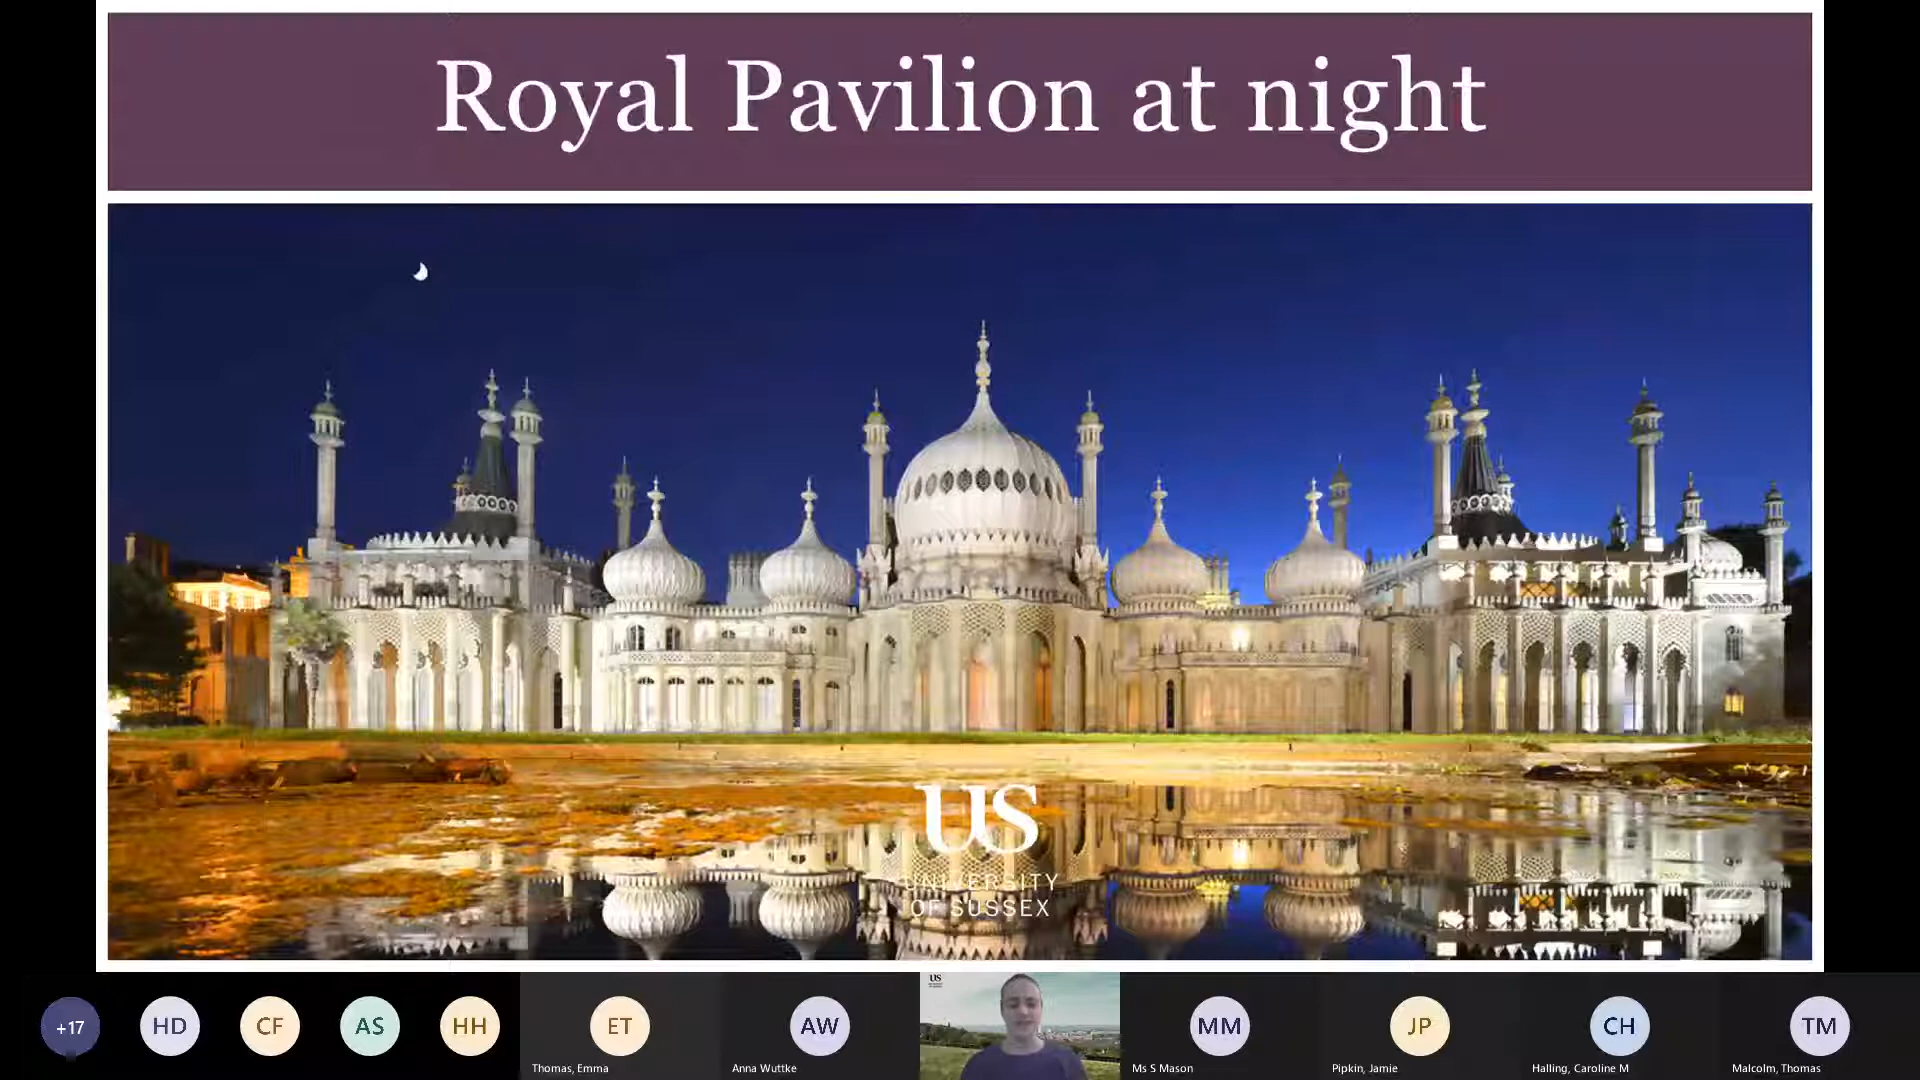 Royal Pavilion at night
US
UNIVERSITY
OF SUSSEX
+17
HD
CF
AS
HH
ET
AW
US
MM
JP
CH
TM
Thomas, Emma
Anna Wuttke
Ms S Mason
Pipkin, Jamie
Halling, Caroline M
Malcolm, Thomas